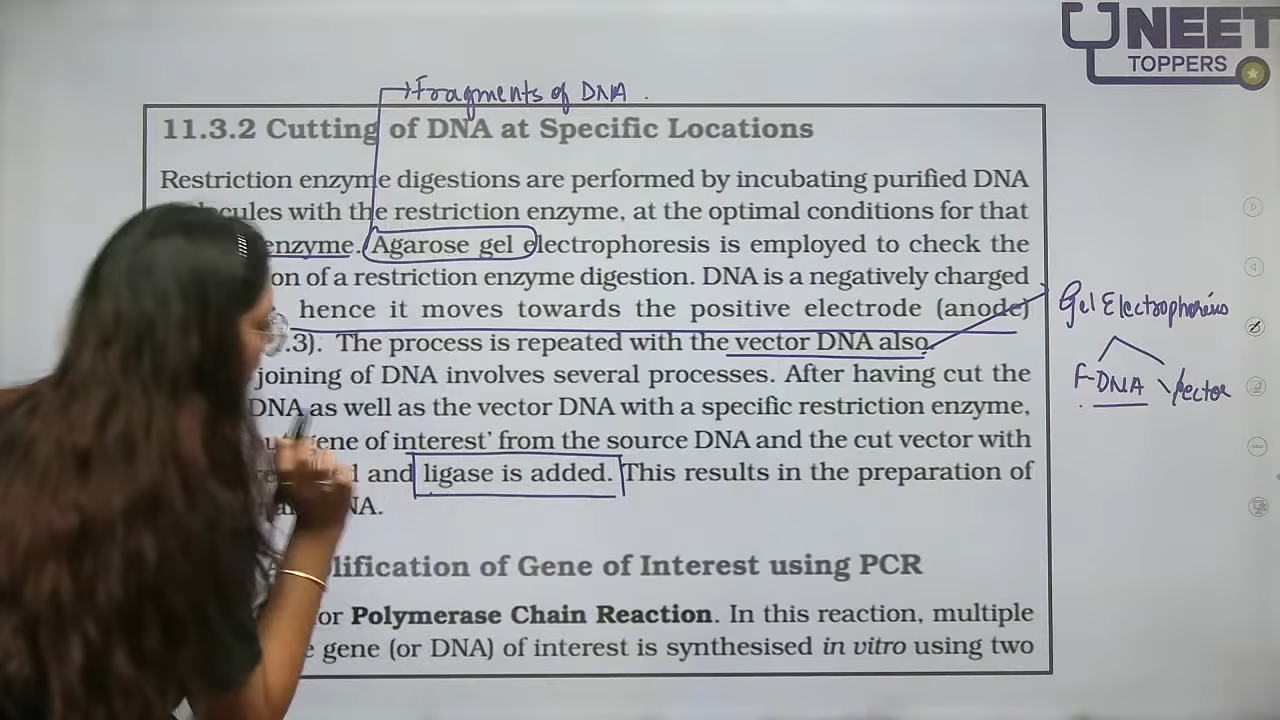 NEET
TOPPERS
Fragments of DNA.
11.3.2 Cutting of DNA at Specific Locations
Restriction enzyme digestions are performed by incubating purified DNA
cules with the restriction enzyme, at the optimal conditions for that
enzyme. Agarose gel electrophoresis is employed to check the
on of a restriction enzyme digestion. DNA is a negatively charged
hence it moves towards the positive electrode (anode)
.3). The process is repeated with the vector DNA also.
joining of DNA involves several processes. After having cut the
DNA as well as the vector DNA with a specific restriction enzyme,
gene of interest' from the source DNA and the cut vector with
and ligase is added. This results in the preparation of
NA.
Gel Electrophoresis
F-DNA Vector
lification of Gene of Interest using PCR
or Polymerase Chain Reaction. In this reaction, multiple
gene (or DNA) of interest is synthesised in vitro using two